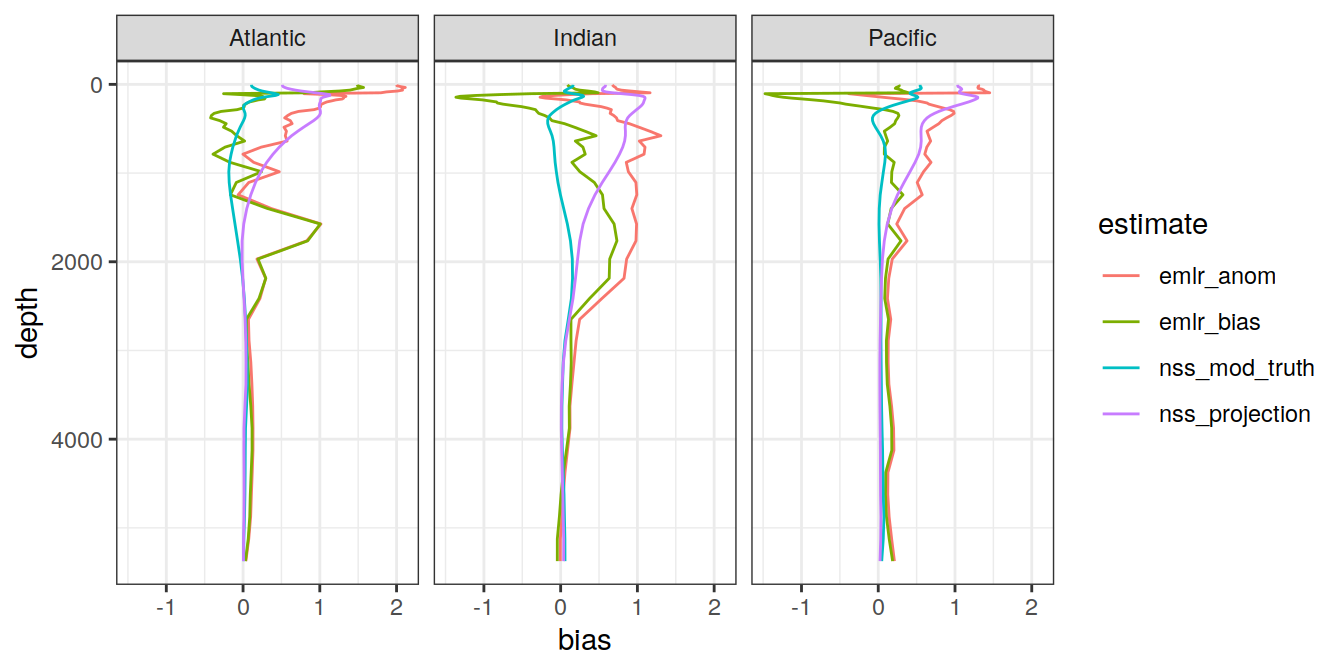 Atlantic Indian Pacific
0
2000
4000
depth
-1 0 1 2 -1 0 1 2 -1 0 1 2
bias
estimate
emlr_anom
emlr_bias
nss_mod_truth
nss_projection